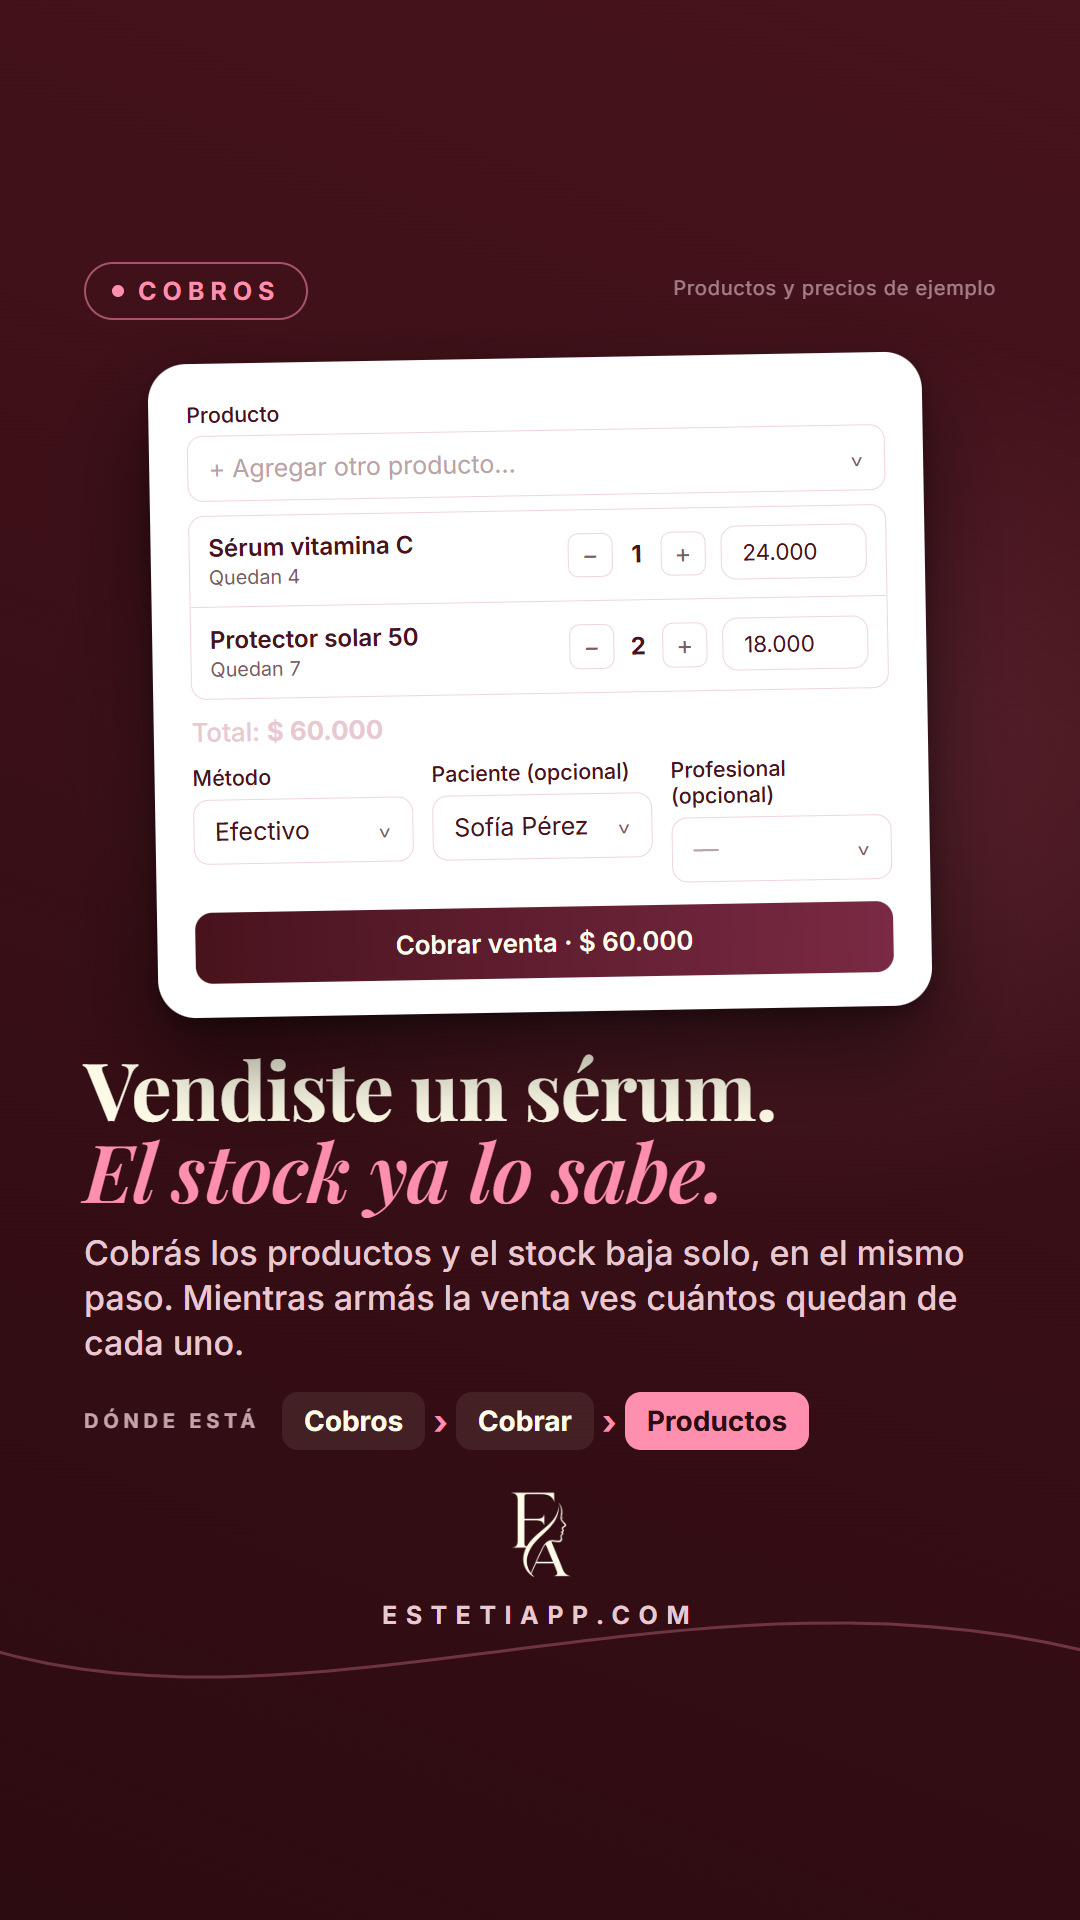 COBROS
Productos y precios de ejemplo
Producto
+ Agregar otro producto...
Sérum vitamina C
Quedan 4
− 1 + 24.000
Protector solar 50
Quedan 7
− 2 + 18.000
Total: $ 60.000
Método
Efectivo
Paciente (opcional)
Sofía Pérez
Profesional
(opcional)
—
Cobrar venta · $ 60.000
Vendiste un sérum.
El stock ya lo sabe.
Cobrás los productos y el stock baja solo, en el mismo
paso. Mientras armás la venta ves cuántos quedan de
cada uno.
DÓNDE ESTÁ Cobros › Cobrar › Productos
EA
ESTETIAPP.COM